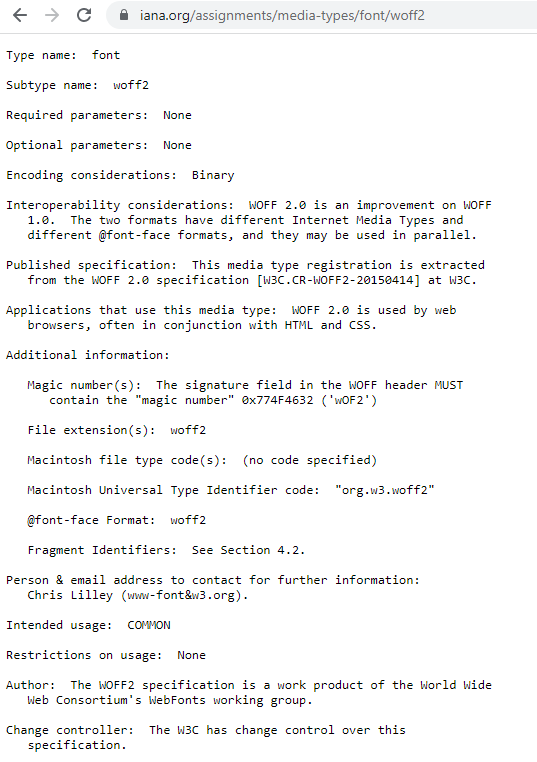 iana.org/assignments/media-types/font/woff2
Type name:  font
Subtype name:  woff2
Required parameters:  None
Optional parameters:  None
Encoding considerations:  Binary
Interoperability considerations:  WOFF 2.0 is an improvement on WOFF
1.0.  The two formats have different Internet Media Types and
different @font-face formats, and they may be used in parallel.
Published specification:  This media type registration is extracted
from the WOFF 2.0 specification [W3C.CR-WOFF2-20150414] at W3C.
Applications that use this media type:  WOFF 2.0 is used by web
browsers, often in conjunction with HTML and CSS.
Additional information:
Magic number(s):  The signature field in the WOFF header MUST
contain the "magic number" 0x774F4632 ('wOF2')
File extension(s):  woff2
Macintosh file type code(s):  (no code specified)
Macintosh Universal Type Identifier code:  "org.w3.woff2"
@font-face Format:  woff2
Fragment Identifiers:  See Section 4.2.
Person & email address to contact for further information:
Chris Lilley (www-font&w3.org).
Intended usage:  COMMON
Restrictions on usage:  None
Author:  The WOFF2 specification is a work product of the World Wide
Web Consortium's WebFonts working group.
Change controller:  The W3C has change control over this
specification.